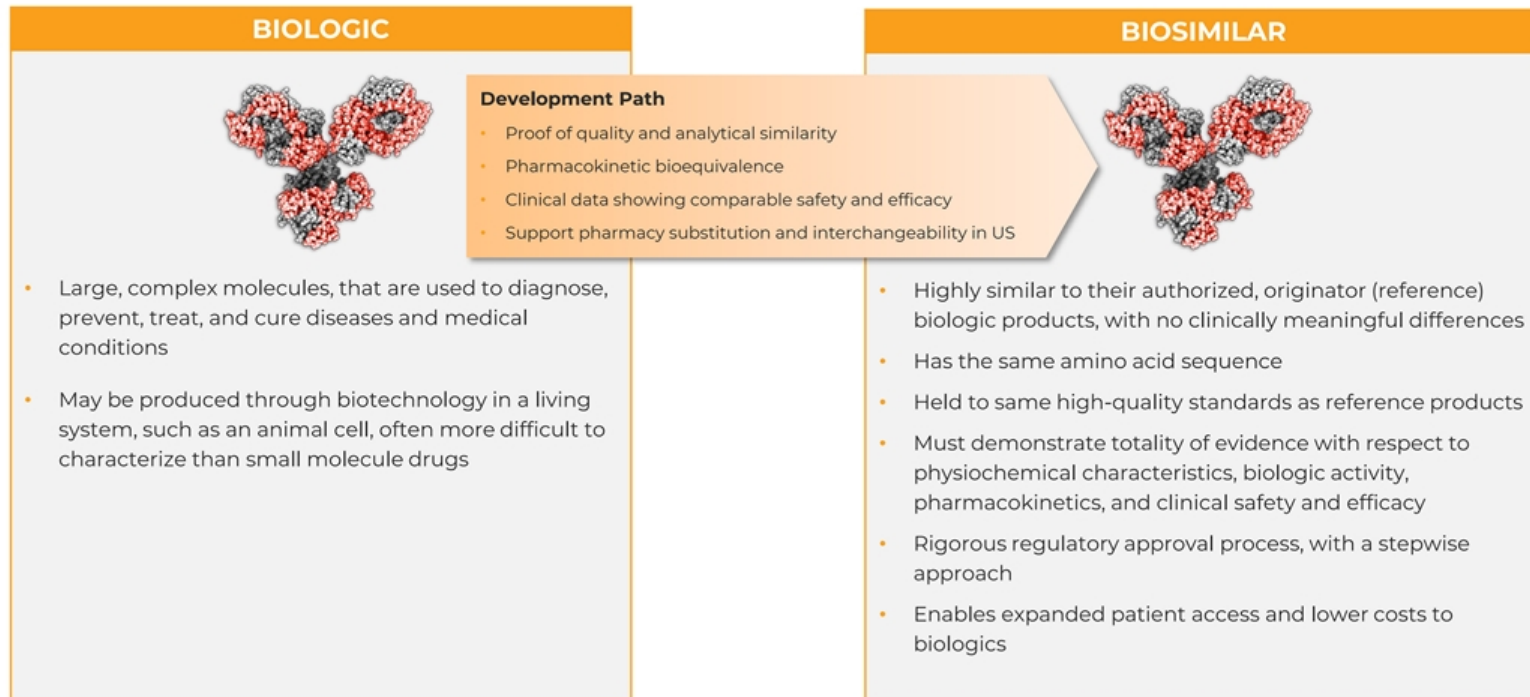 BIOLOGIC
Development Path
• Proof of quality and analytical similarity
• Pharmacokinetic bioequivalence
• Clinical data showing comparable safety and efficacy
• Support pharmacy substitution and interchangeability in US
• Large, complex molecules, that are used to diagnose,
prevent, treat, and cure diseases and medical
conditions
• May be produced through biotechnology in a living
system, such as an animal cell, often more difficult to
characterize than small molecule drugs
BIOSIMILAR
• Highly similar to their authorized, originator (reference)
biologic products, with no clinically meaningful differences
• Has the same amino acid sequence
• Held to same high-quality standards as reference products
• Must demonstrate totality of evidence with respect to
physiochemical characteristics, biologic activity,
pharmacokinetics, and clinical safety and efficacy
• Rigorous regulatory approval process, with a stepwise
approach
• Enables expanded patient access and lower costs to
biologics